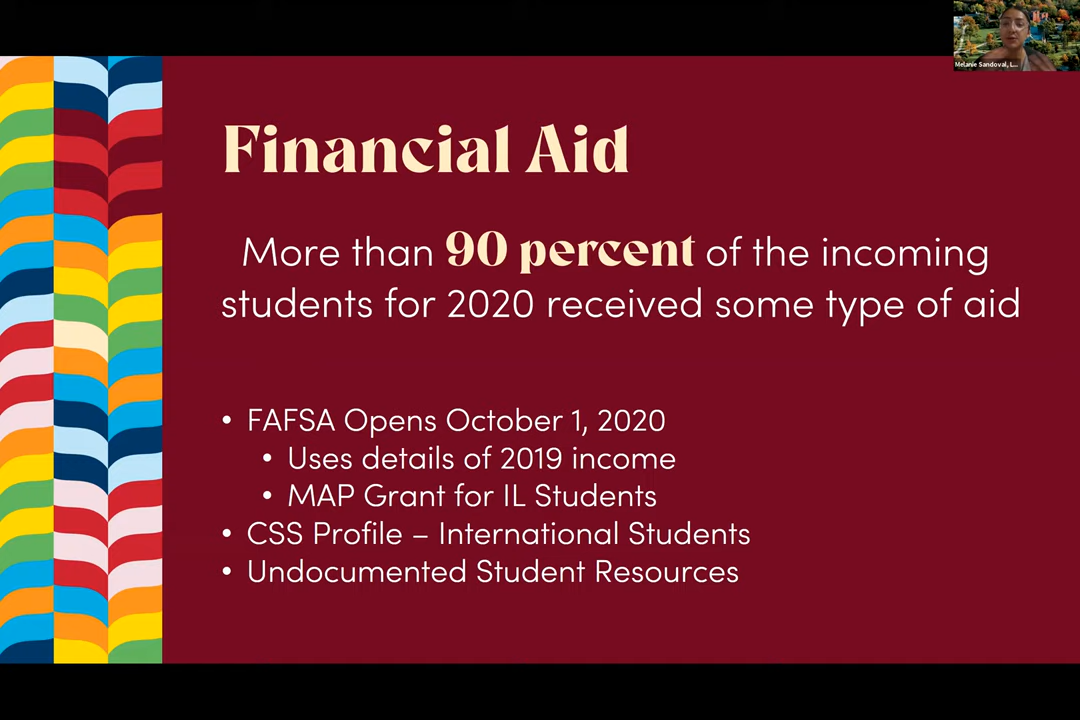 Melanie Sandoval, L...
Financial Aid
More than 90 percent of the incoming
students for 2020 received some type of aid
• FAFSA Opens October 1, 2020
• Uses details of 2019 income
• MAP Grant for IL Students
• CSS Profile – International Students
• Undocumented Student Resources